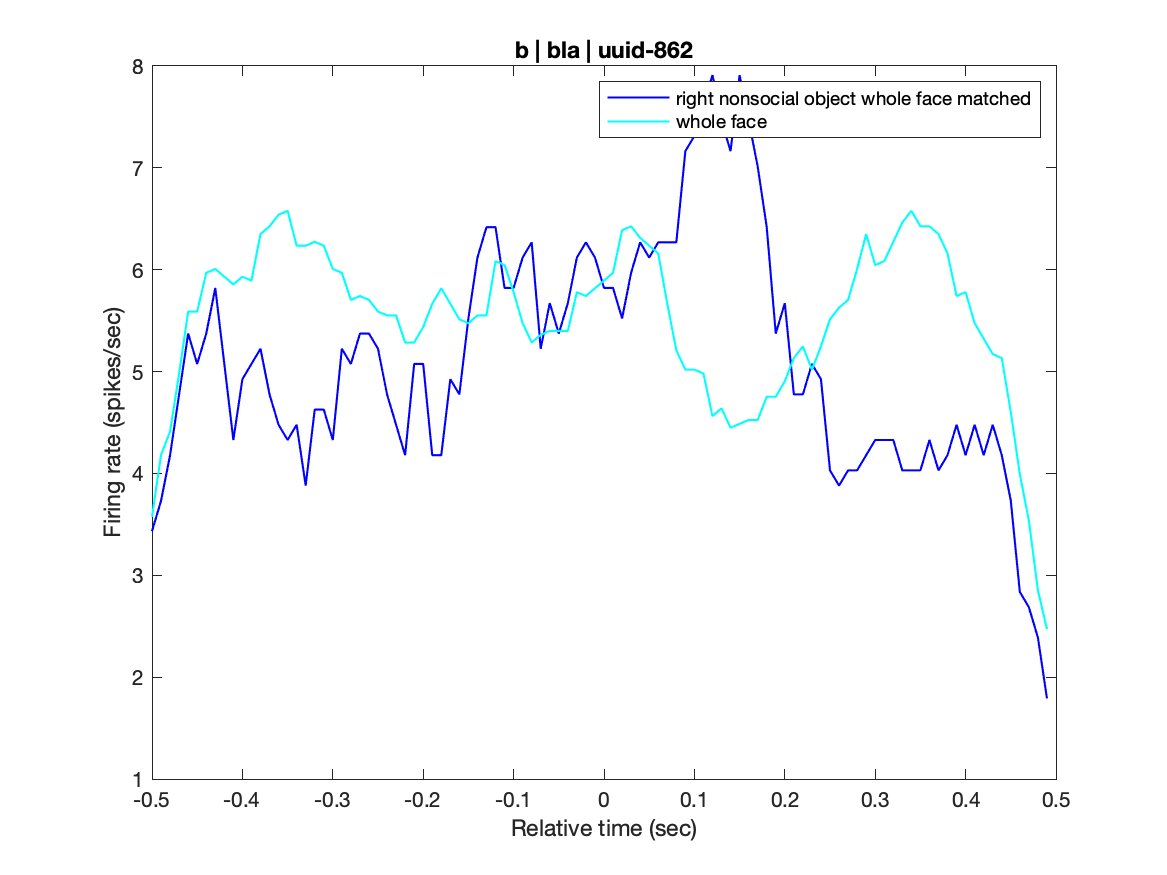 b | bla | uuid-862
right nonsocial object whole face matched
whole face
8
7
6
5
4
3
2
1
Firing rate (spikes/sec)
-0.5 -0.4 -0.3 -0.2 -0.1 0 0.1 0.2 0.3 0.4 0.5
Relative time (sec)